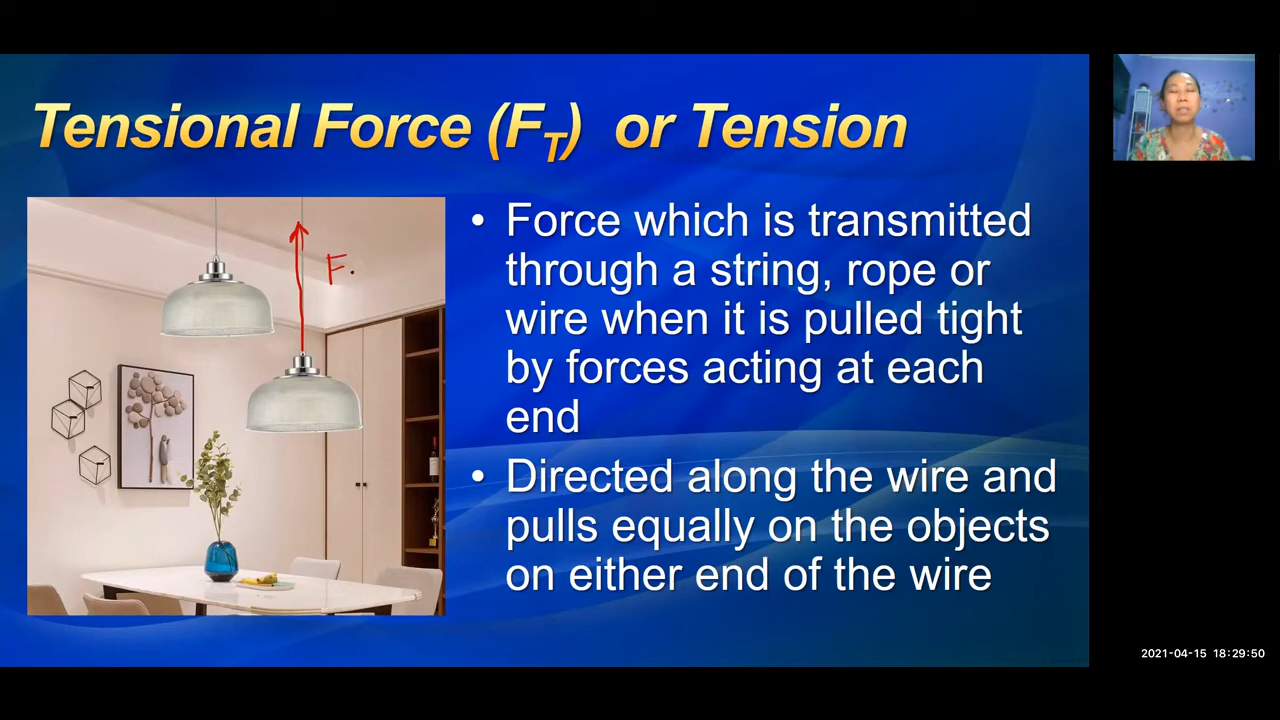 Tensional Force (F_T) or Tension
F
• Force which is transmitted
through a string, rope or
wire when it is pulled tight
by forces acting at each
end
• Directed along the wire and
pulls equally on the objects
on either end of the wire
2021-04-15 18:29:50